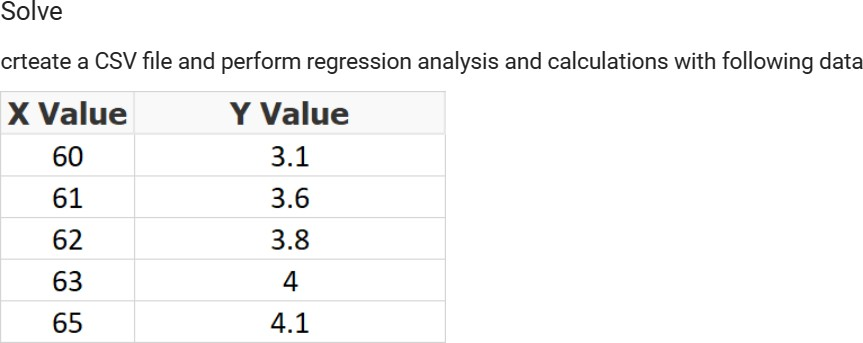 Solve
crteate a CSV file and perform regression analysis and calculations with following data
X Value Y Value
60 3.1
61 3.6
62 3.8
63 4
65 4.1